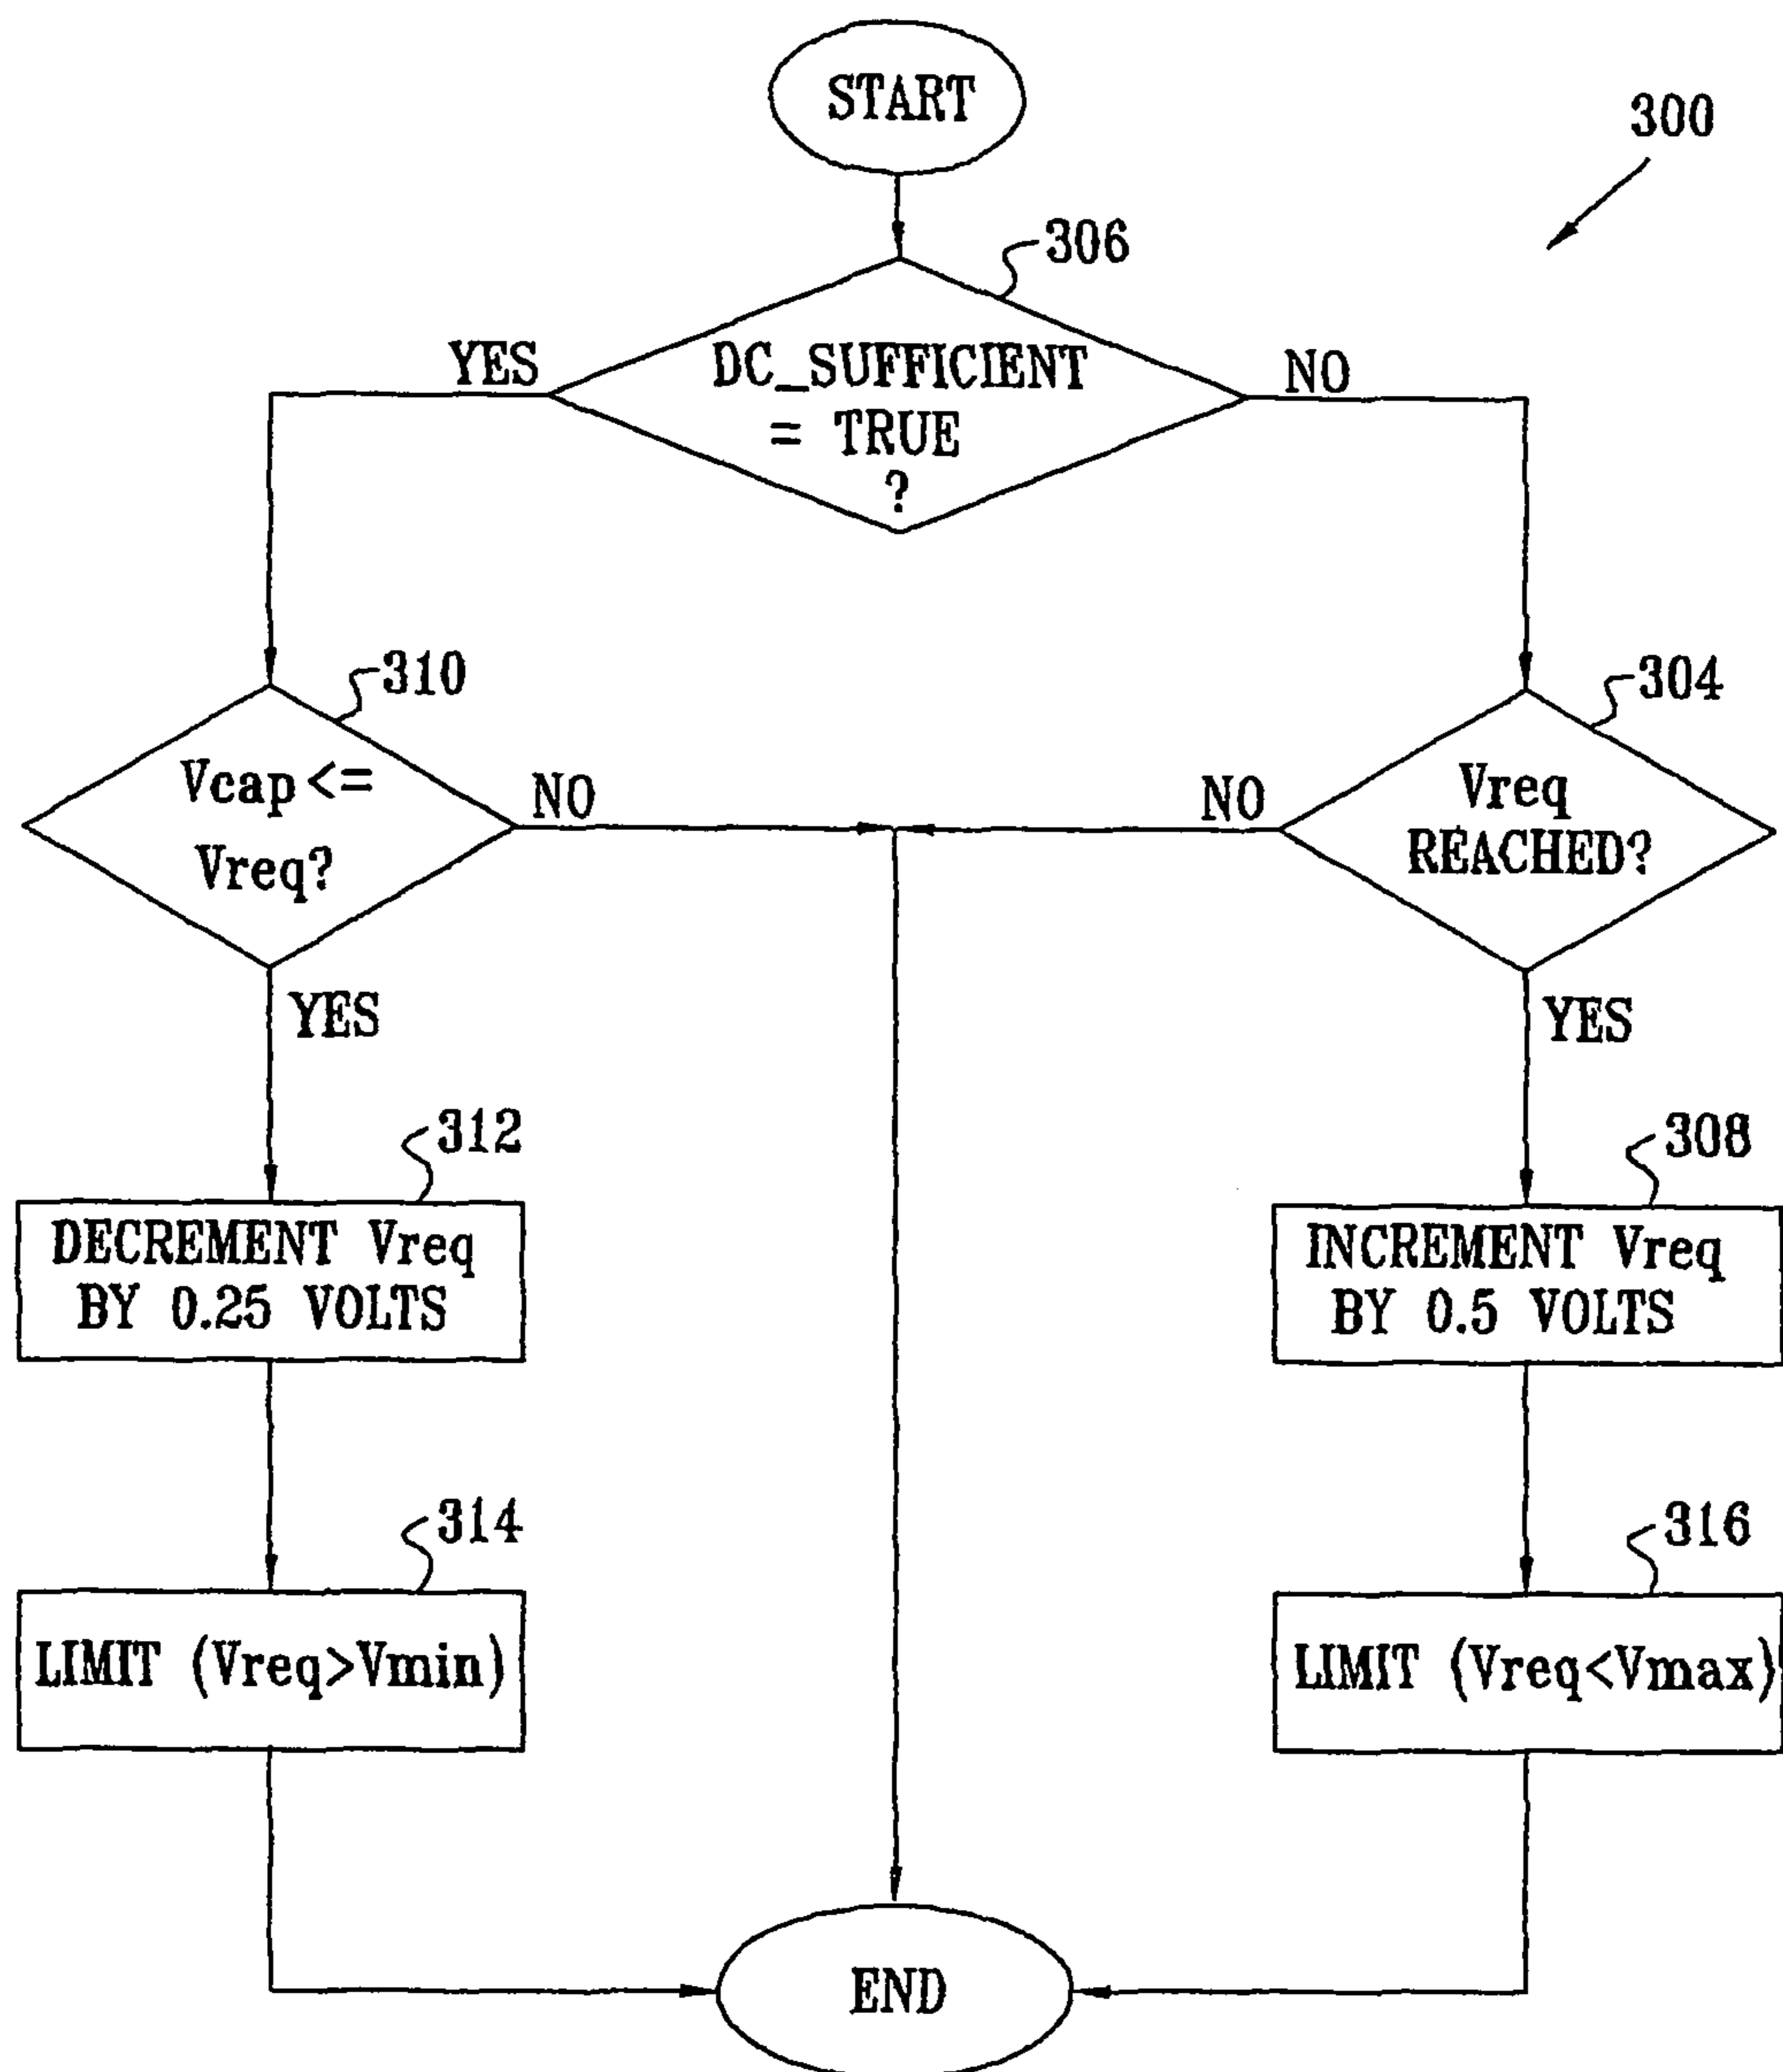 START
300
306
YES
DC_SUFFICIENT
= TRUE
?
NO
310
304
Vcap <=
Vreq?
NO
NO
Vreq
REACHED?
YES
YES
312
308
DECREMENT Vreq
BY 0.25 VOLTS
INCREMENT Vreq
BY 0.5 VOLTS
314
316
LIMIT (Vreq>Vmin)
LIMIT (Vreq<Vmax)
END